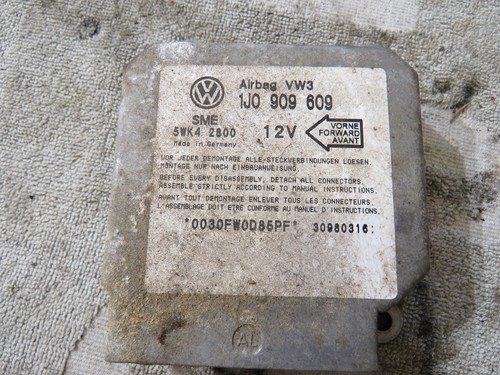 Airbag VW3
1J0 909 609
SME
5WK4 2800
Made in Germany
12V
VORNE
FORWARD
AVANT
VOR JEDER DEMONTAGE ALLE STECKVERBINDUNGEN LOESEN
MONTAGE NUR NACH EINBAUANWEISUNG.
BEFORE EVERY DISASSEMBLY, DETACH ALL CONNECTORS.
ASSEMBLE STRICTLY ACCORDING TO MANUAL INSTRUCTIONS.
AVANT TOUT DEMONTAGE ENLEVER TOUS LES CONNECTEURS.
L'ASSEMBLAGE DOIT ETRE CONFORME AU MANUEL D'INSTRUCTIONS.
*0030FW0D85PF* 30980316:
AL